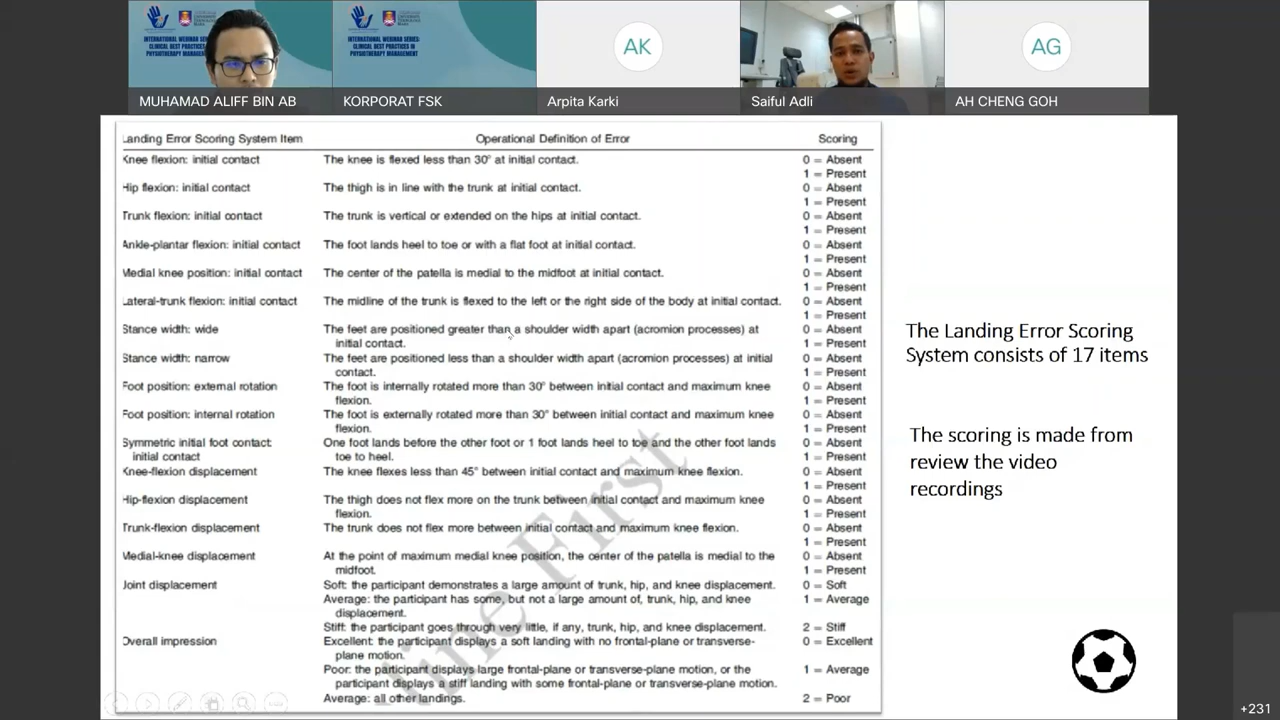 INTERNATIONAL WEBINAR SERIES:
CLINICAL BEST PRACTICES IN
PHYSIOTHERAPY MANAGEMENT
MUHAMAD ALIFF BIN AB
KORPORAT FSK
AK
Arpita Karki
Saiful Adli
AG
AH CHENG GOH
Landing Error Scoring System Item Operational Definition of Error Scoring
Knee flexion: initial contact The knee is flexed less than 30° at initial contact. 0 = Absent
1 = Present
Hip flexion: initial contact The thigh is in line with the trunk at initial contact. 0 = Absent
1 = Present
Trunk flexion: initial contact The trunk is vertical or extended on the hips at initial contact. 0 = Absent
1 = Present
Ankle-plantar flexion: initial contact The foot lands heel to toe or with a flat foot at initial contact. 0 = Absent
1 = Present
Medial knee position: initial contact The center of the patella is medial to the midfoot at initial contact. 0 = Absent
1 = Present
Lateral-trunk flexion: initial contact The midline of the trunk is flexed to the left or the right side of the body at initial contact. 0 = Absent
1 = Present
Stance width: wide The feet are positioned greater than a shoulder width apart (acromion processes) at 0 = Absent
initial contact. 1 = Present
Stance width: narrow The feet are positioned less than a shoulder width apart (acromion processes) at initial 0 = Absent
contact. 1 = Present
Foot position: external rotation The foot is internally rotated more than 30° between initial contact and maximum knee 0 = Absent
flexion. 1 = Present
Foot position: internal rotation The foot is externally rotated more than 30° between initial contact and maximum knee 0 = Absent
flexion. 1 = Present
Symmetric initial foot contact: One foot lands before the other foot or 1 foot lands heel to toe and the other foot lands 0 = Absent
initial contact toe to heel. 1 = Present
Knee-flexion displacement The knee flexes less than 45° between initial contact and maximum knee flexion. 0 = Absent
1 = Present
Hip-flexion displacement The thigh does not flex more on the trunk between initial contact and maximum knee 0 = Absent
flexion. 1 = Present
Trunk-flexion displacement The trunk does not flex more between initial contact and maximum knee flexion. 0 = Absent
1 = Present
Medial-knee displacement At the point of maximum medial knee position, the center of the patella is medial to the 0 = Absent
midfoot. 1 = Present
Joint displacement Soft: the participant demonstrates a large amount of trunk, hip, and knee displacement. 0 = Soft
Average: the participant has some, but not a large amount of, trunk, hip, and knee 1 = Average
displacement.
Stiff: the participant goes through very little, if any, trunk, hip, and knee displacement. 2 = Stiff
Overall impression Excellent: the participant displays a soft landing with no frontal-plane or transverse- 0 = Excellent
plane motion.
Poor: the participant displays large frontal-plane or transverse-plane motion, or the 1 = Average
participant displays a stiff landing with some frontal-plane or transverse-plane motion.
Average: all other landings. 2 = Poor
line First
The Landing Error Scoring
System consists of 17 items
The scoring is made from
review the video
recordings
+231